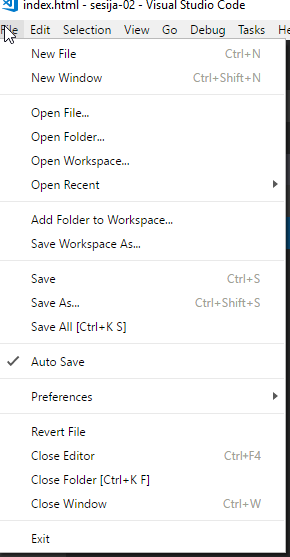 index.html - sesija-02 - Visual Studio Code
File Edit Selection View Go Debug Tasks He
New File Ctrl+N
New Window Ctrl+Shift+N
Open File...
Open Folder...
Open Workspace...
Open Recent
Add Folder to Workspace...
Save Workspace As...
Save Ctrl+S
Save As... Ctrl+Shift+S
Save All [Ctrl+K S]
Auto Save
Preferences
Revert File
Close Editor Ctrl+F4
Close Folder [Ctrl+K F]
Close Window Ctrl+W
Exit